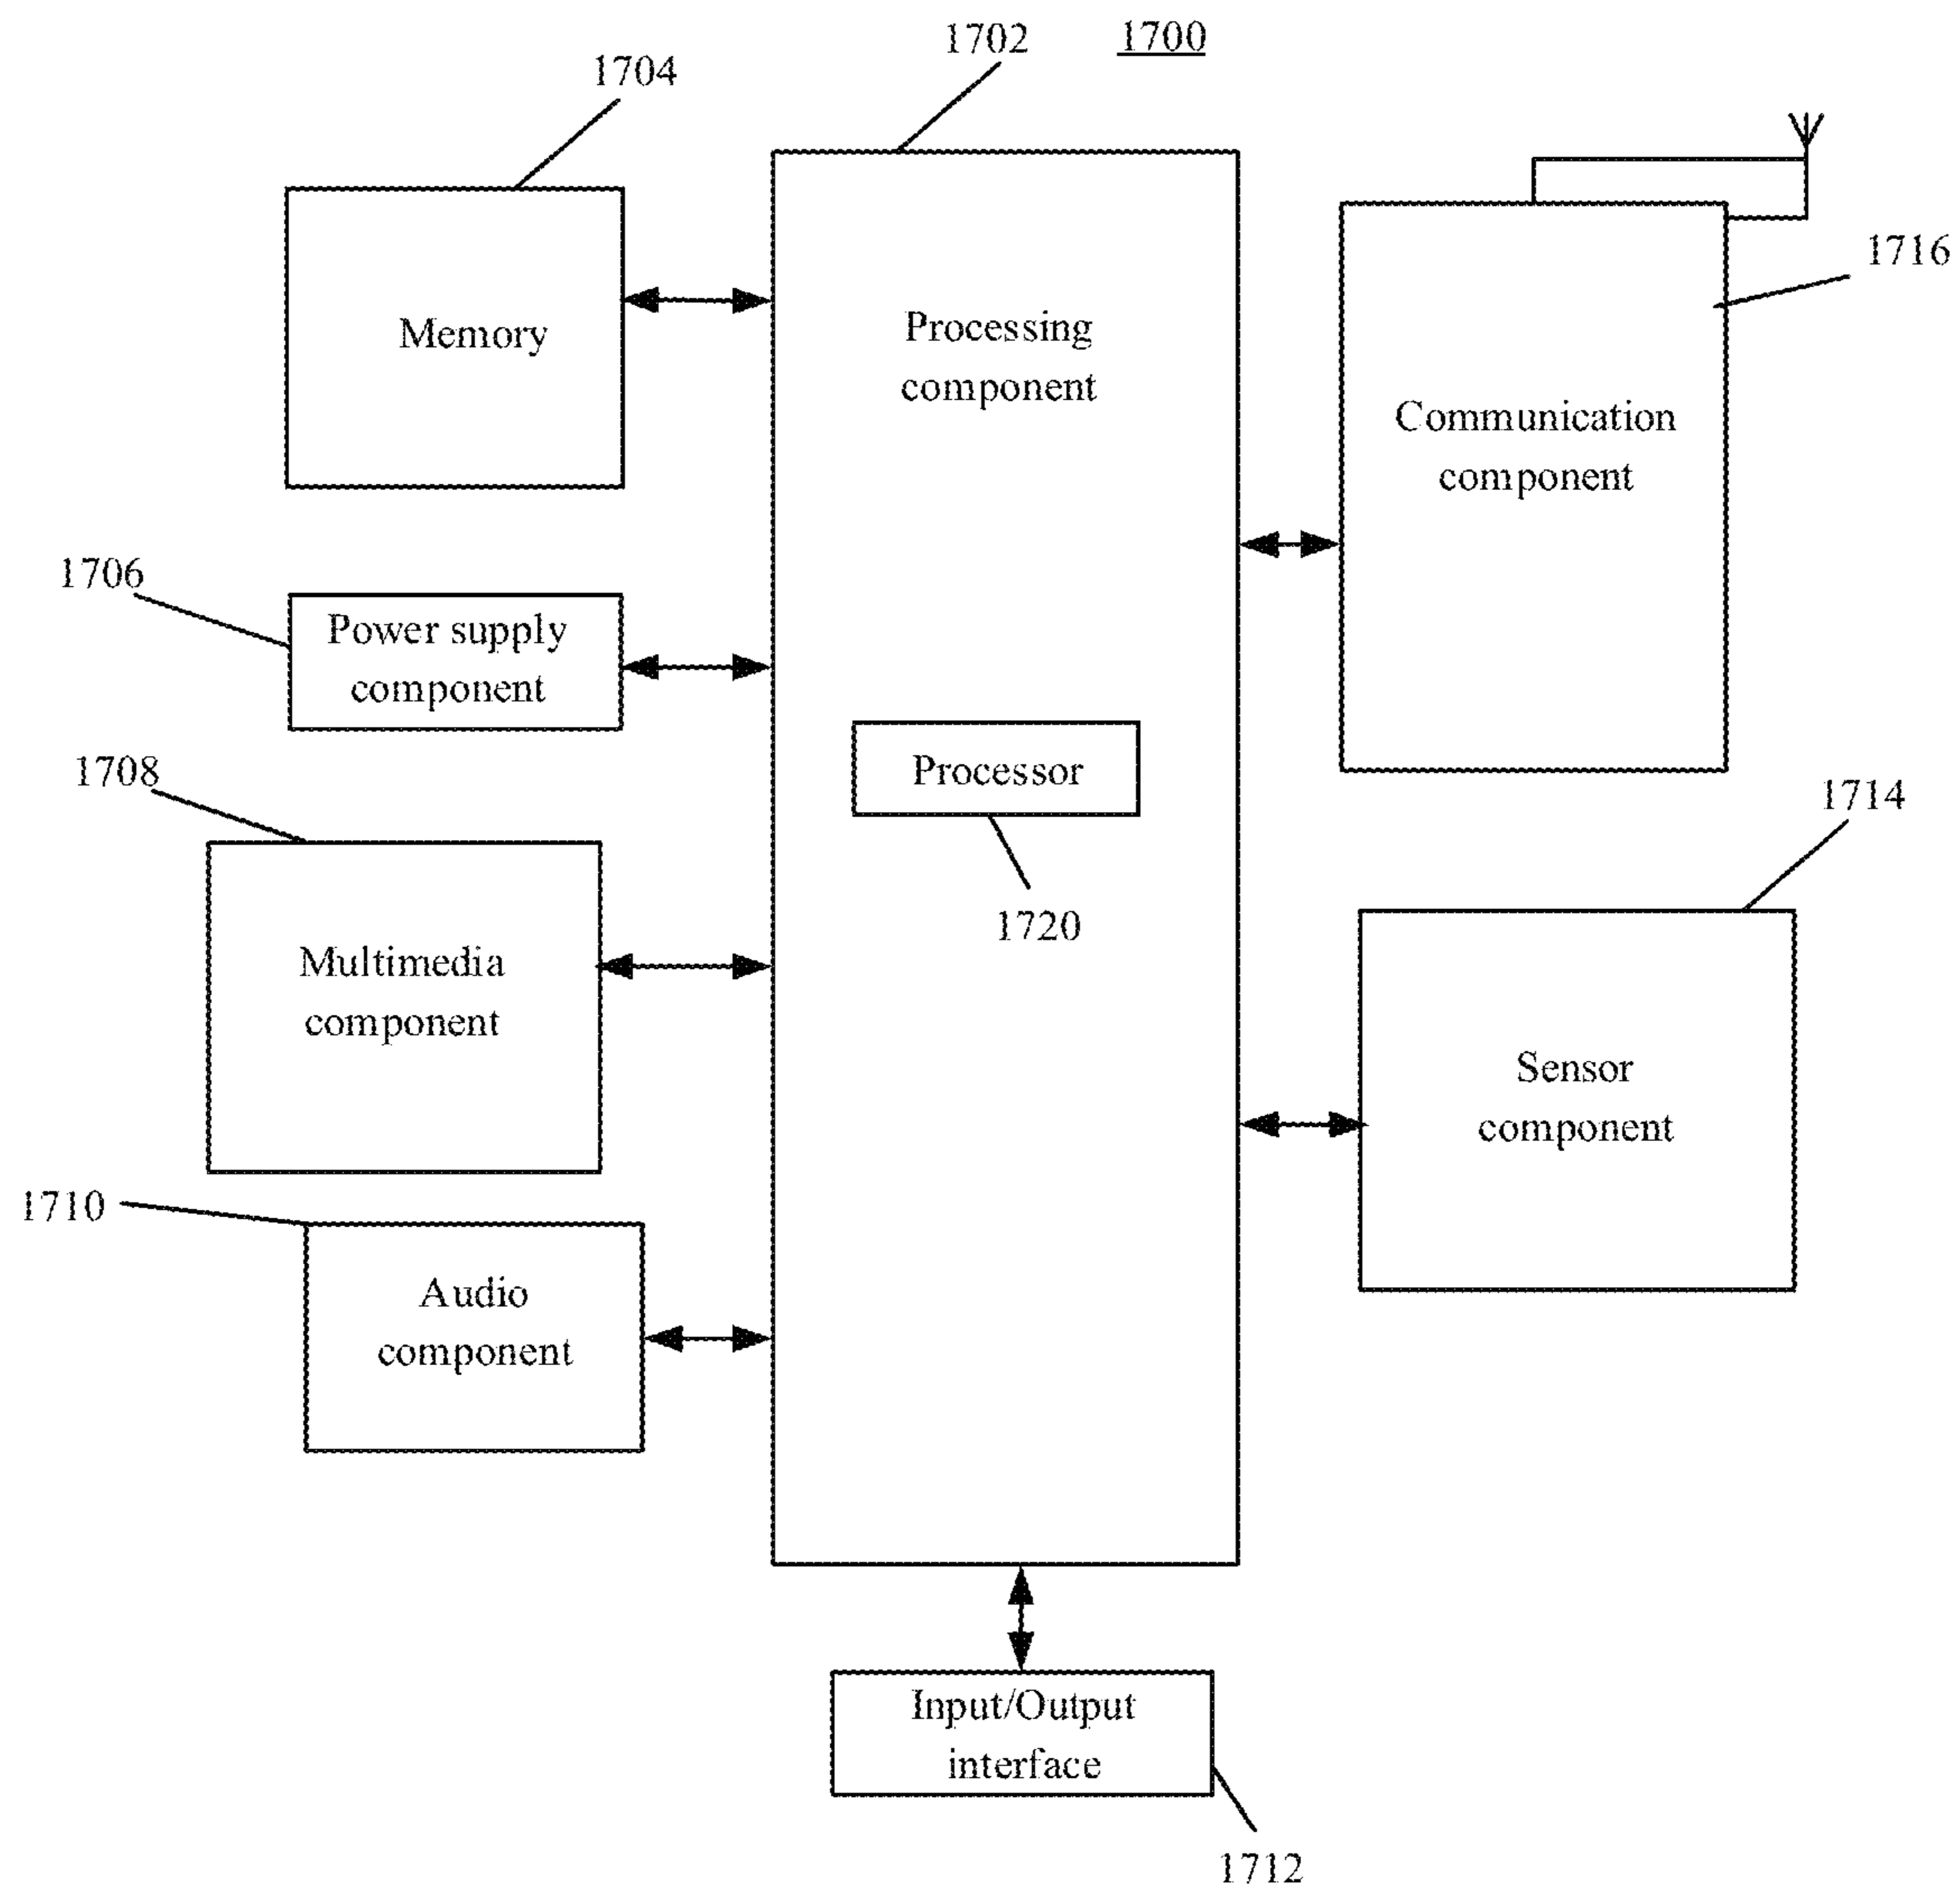 1702
1700
1704
Memory
Processing
component
1716
Communication
component
1706
Power supply
component
Processor
1720
1708
Multimedia
component
1714
Sensor
component
1710
Audio
component
Input/Output
interface
1712